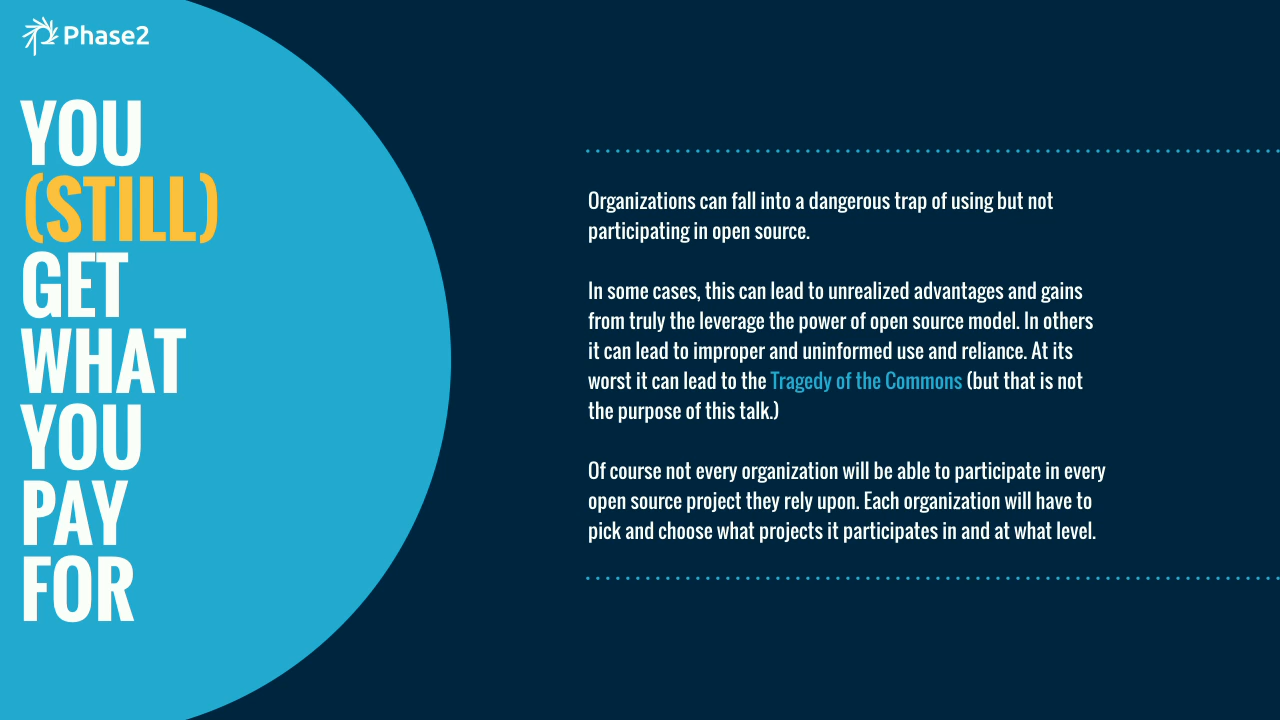 Phase2
YOU
(STILL)
GET
WHAT
YOU
PAY
FOR
Organizations can fall into a dangerous trap of using but not
participating in open source.
In some cases, this can lead to unrealized advantages and gains
from truly the leverage the power of open source model. In others
it can lead to improper and uninformed use and reliance. At its
worst it can lead to the Tragedy of the Commons (but that is not
the purpose of this talk.)
Of course not every organization will be able to participate in every
open source project they rely upon. Each organization will have to
pick and choose what projects it participates in and at what level.